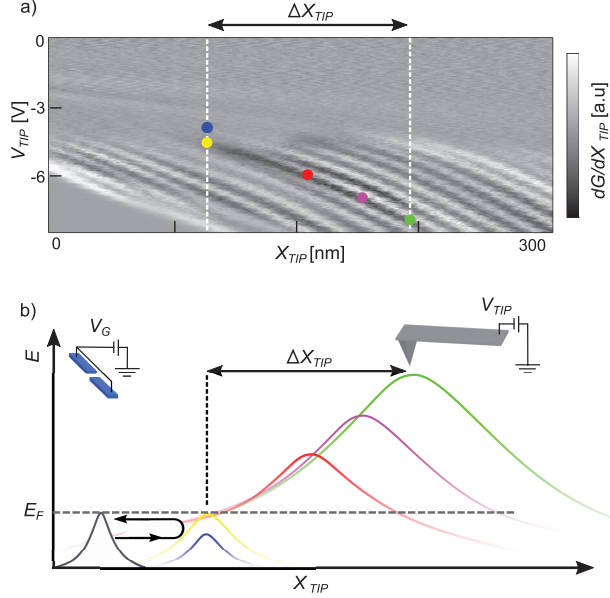 a)
ΔX_TIP
0
-3
-6
V_TIP [V]
0
300
X_TIP [nm]
dG/dX_TIP [a.u]
b)
V_G
V_TIP
E
ΔX_TIP
E_F
X_TIP